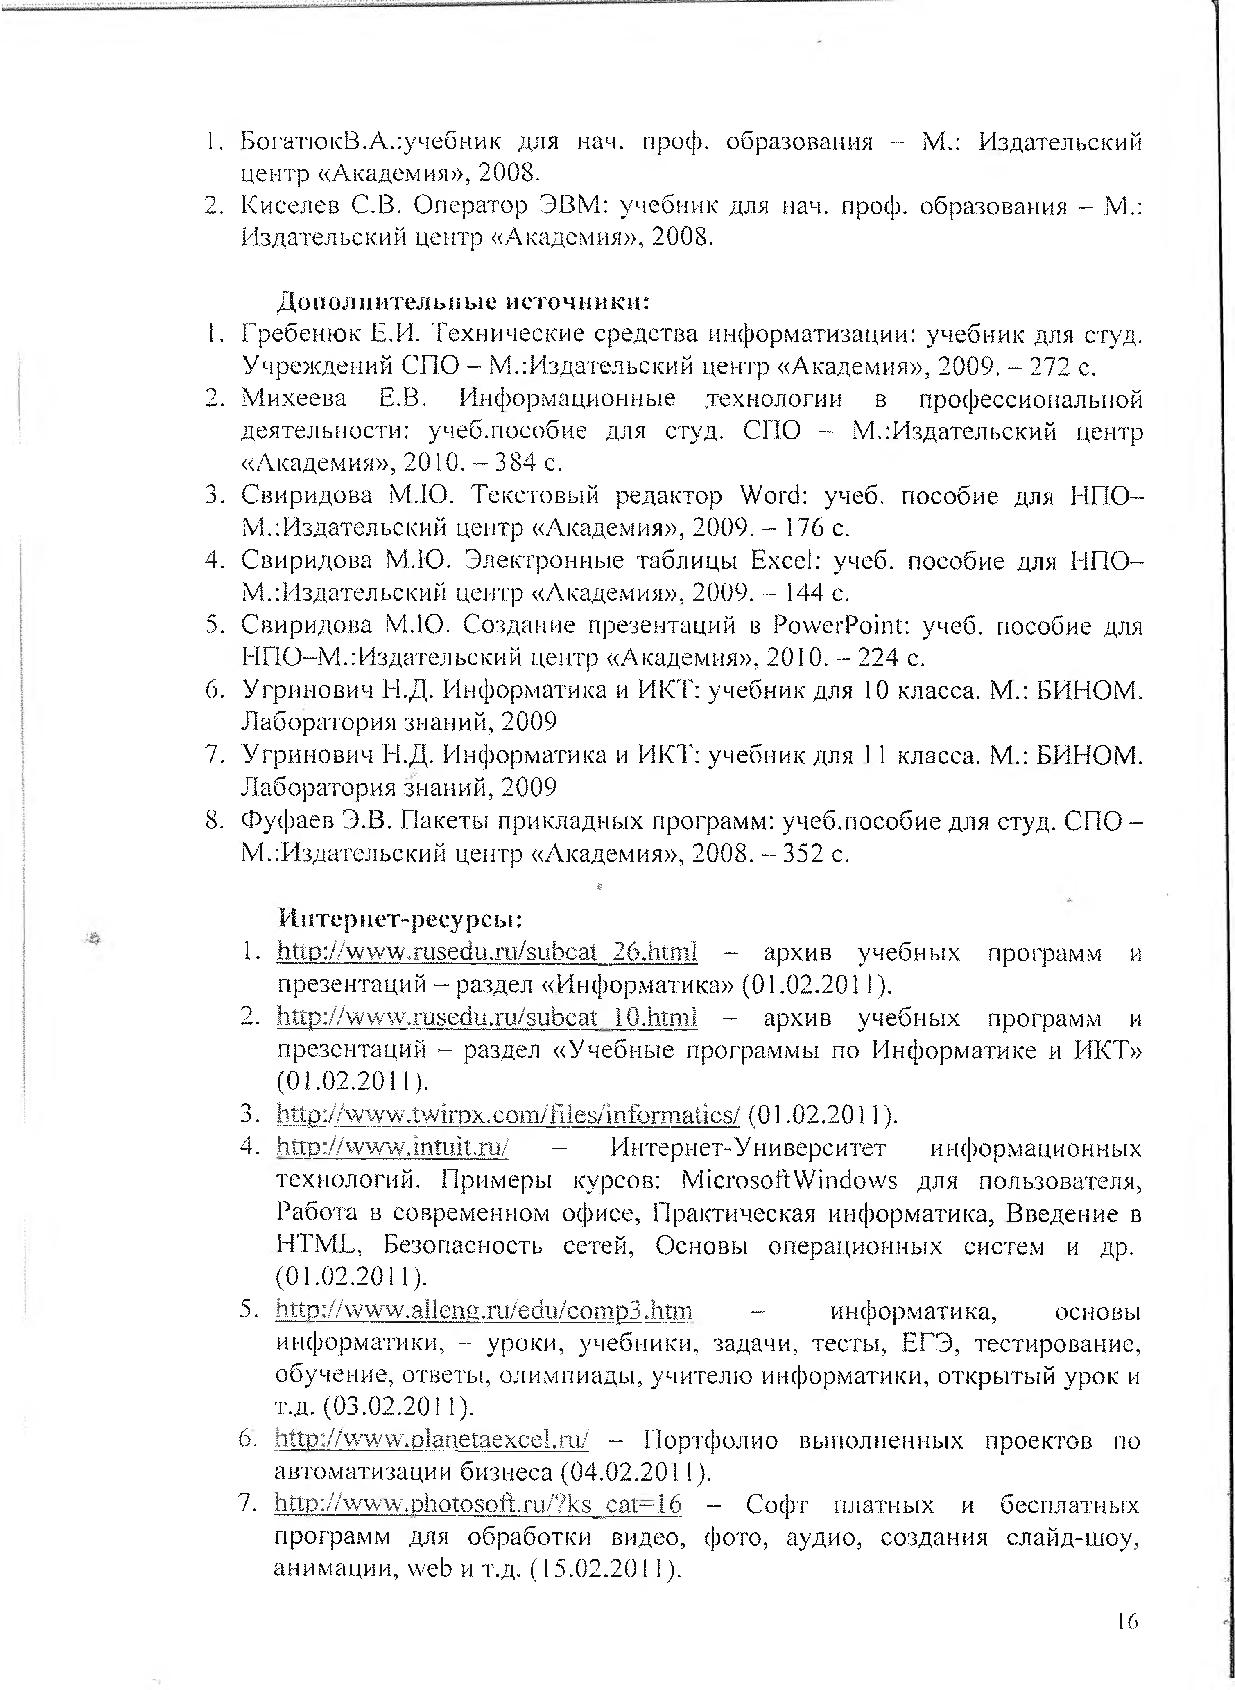 1. БогатюкВ.А.:учебник для нач. проф. образования – М.: Издательский
центр «Академия», 2008.
2. Киселев С.В. Оператор ЭВМ: учебник для нач. проф. образования – М.:
Издательский центр «Академия», 2008.
Дополнительные источники:
1. Гребенюк Е.И. Технические средства информатизации: учебник для студ.
Учреждений СПО – М.:Издательский центр «Академия», 2009. – 272 с.
2. Михеева Е.В. Информационные технологии в профессиональной
деятельности: учеб.пособие для студ. СПО – М.:Издательский центр
«Академия», 2010. – 384 с.
3. Свиридова М.Ю. Текстовый редактор Word: учеб. пособие для НПО–
М.:Издательский центр «Академия», 2009. – 176 с.
4. Свиридова М.Ю. Электронные таблицы Excel: учеб. пособие для НПО–
М.:Издательский центр «Академия», 2009. – 144 с.
5. Свиридова М.Ю. Создание презентаций в PowerPoint: учеб. пособие для
НПО–М.:Издательский центр «Академия», 2010. – 224 с.
6. Угринович Н.Д. Информатика и ИКТ: учебник для 10 класса. М.: БИНОМ.
Лаборатория знаний, 2009
7. Угринович Н.Д. Информатика и ИКТ: учебник для 11 класса. М.: БИНОМ.
Лаборатория знаний, 2009
8. Фуфаев Э.В. Пакеты прикладных программ: учеб.пособие для студ. СПО –
М.:Издательский центр «Академия», 2008. – 352 с.
Интернет-ресурсы:
1. http://www.rusedu.ru/subcat_26.html – архив учебных программ и
презентаций – раздел «Информатика» (01.02.2011).
2. http://www.rusedu.ru/subcat_10.html – архив учебных программ и
презентаций – раздел «Учебные программы по Информатике и ИКТ»
(01.02.2011).
3. http://www.twirpx.com/files/informatics/ (01.02.2011).
4. http://www.intuit.ru/ – Интернет-Университет информационных
технологий. Примеры курсов: MicrosoftWindows для пользователя,
Работа в современном офисе, Практическая информатика, Введение в
HTML, Безопасность сетей, Основы операционных систем и др.
(01.02.2011).
5. http://www.alleng.ru/edu/comp3.htm – информатика, основы
информатики, – уроки, учебники, задачи, тесты, ЕГЭ, тестирование,
обучение, ответы, олимпиады, учителю информатики, открытый урок и
т.д. (03.02.2011).
6. http://www.planetaexcel.ru/ – Портфолио выполненных проектов по
автоматизации бизнеса (04.02.2011).
7. http://www.photosoft.ru/?ks_cat=16 – Софт платных и бесплатных
программ для обработки видео, фото, аудио, создания слайд-шоу,
анимации, web и т.д. (15.02.2011).
16